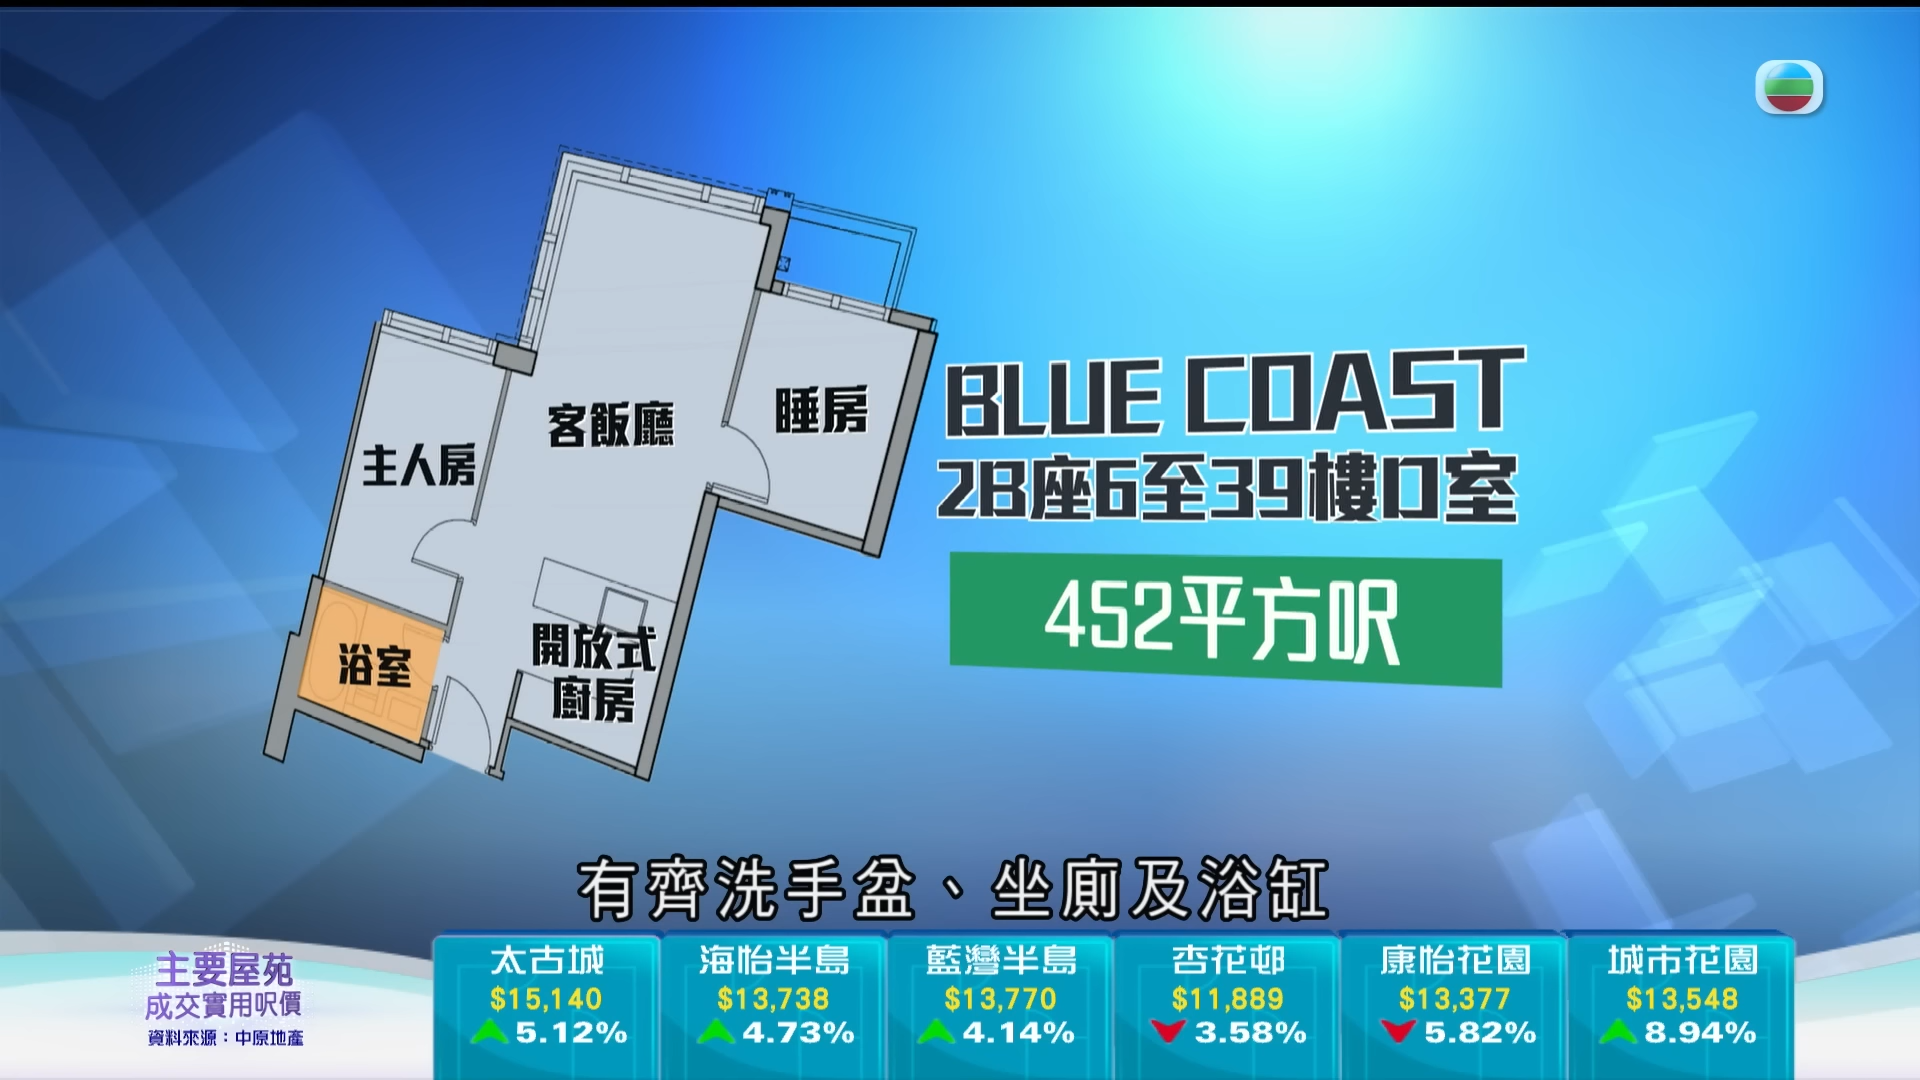 客飯廳
睡房
主人房
浴室
開放式
廚房
BLUE COAST
2B座6至39樓D室
452平方呎
有齊洗手盆、坐廁及浴缸
主要屋苑
成交實用呎價
資料來源：中原地產
太古城
$15,140
5.12%
海怡半島
$13,738
4.73%
藍灣半島
$13,770
4.14%
杏花邨
$11,889
3.58%
康怡花園
$13,377
5.82%
城市花園
$13,548
8.94%